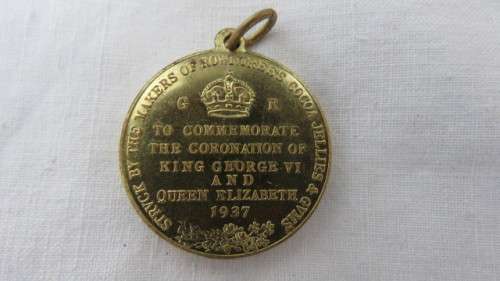 STRUCK BY THE MAKERS OF ROWNTREES COCOA JELLIES & GUMS
G R
TO COMMEMORATE
THE CORONATION OF
KING GEORGE VI
AND
QUEEN ELIZABETH
1937